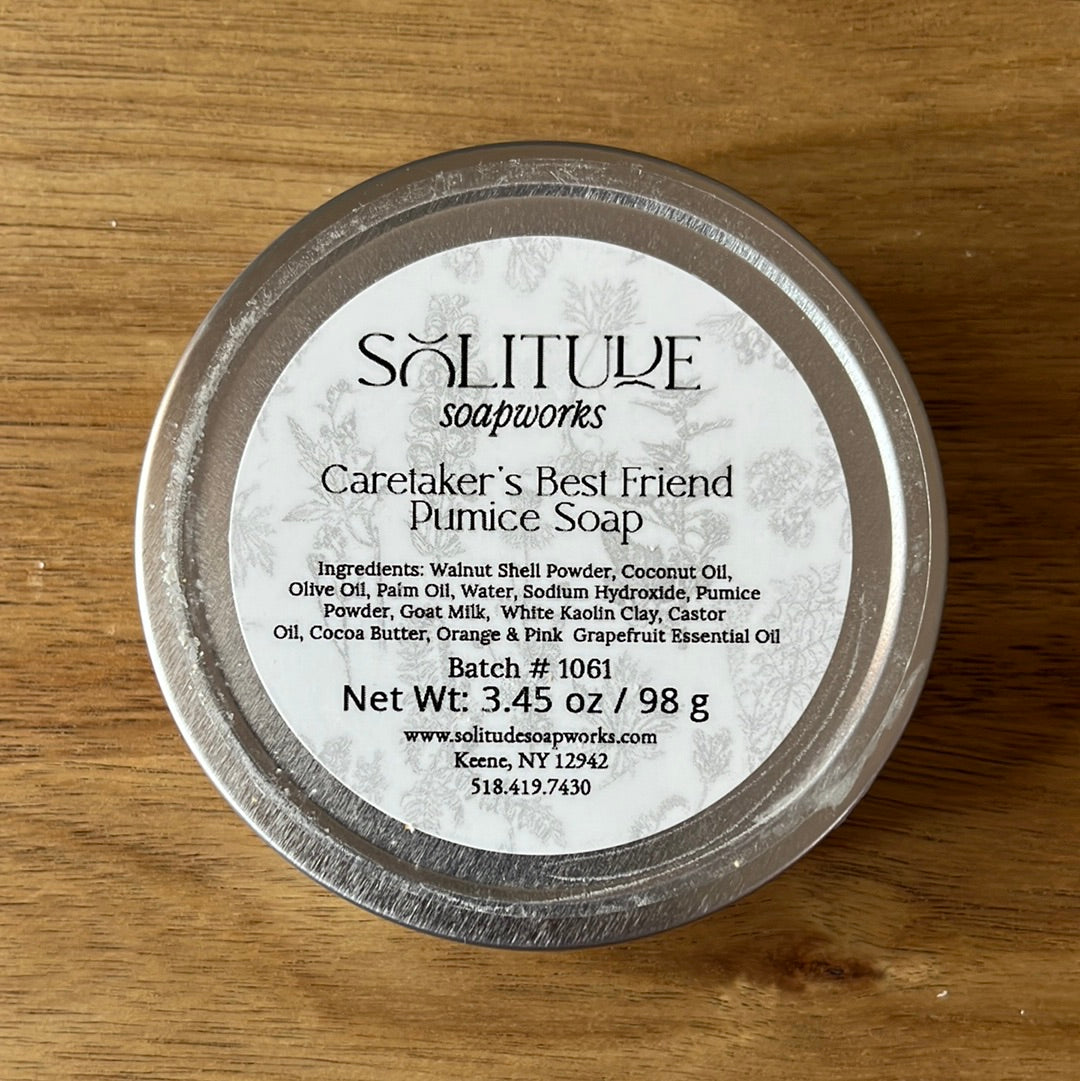 SOLITUDE
soapworks
Caretaker's Best Friend
Pumice Soap
Ingredients: Walnut Shell Powder, Coconut Oil,
Olive Oil, Palm Oil, Water, Sodium Hydroxide, Pumice
Powder, Goat Milk, White Kaolin Clay, Castor
Oil, Cocoa Butter, Orange & Pink Grapefruit Essential Oil
Batch # 1061
Net Wt: 3.45 oz / 98 g
www.solitudesoapworks.com
Keene, NY 12942
518.419.7430